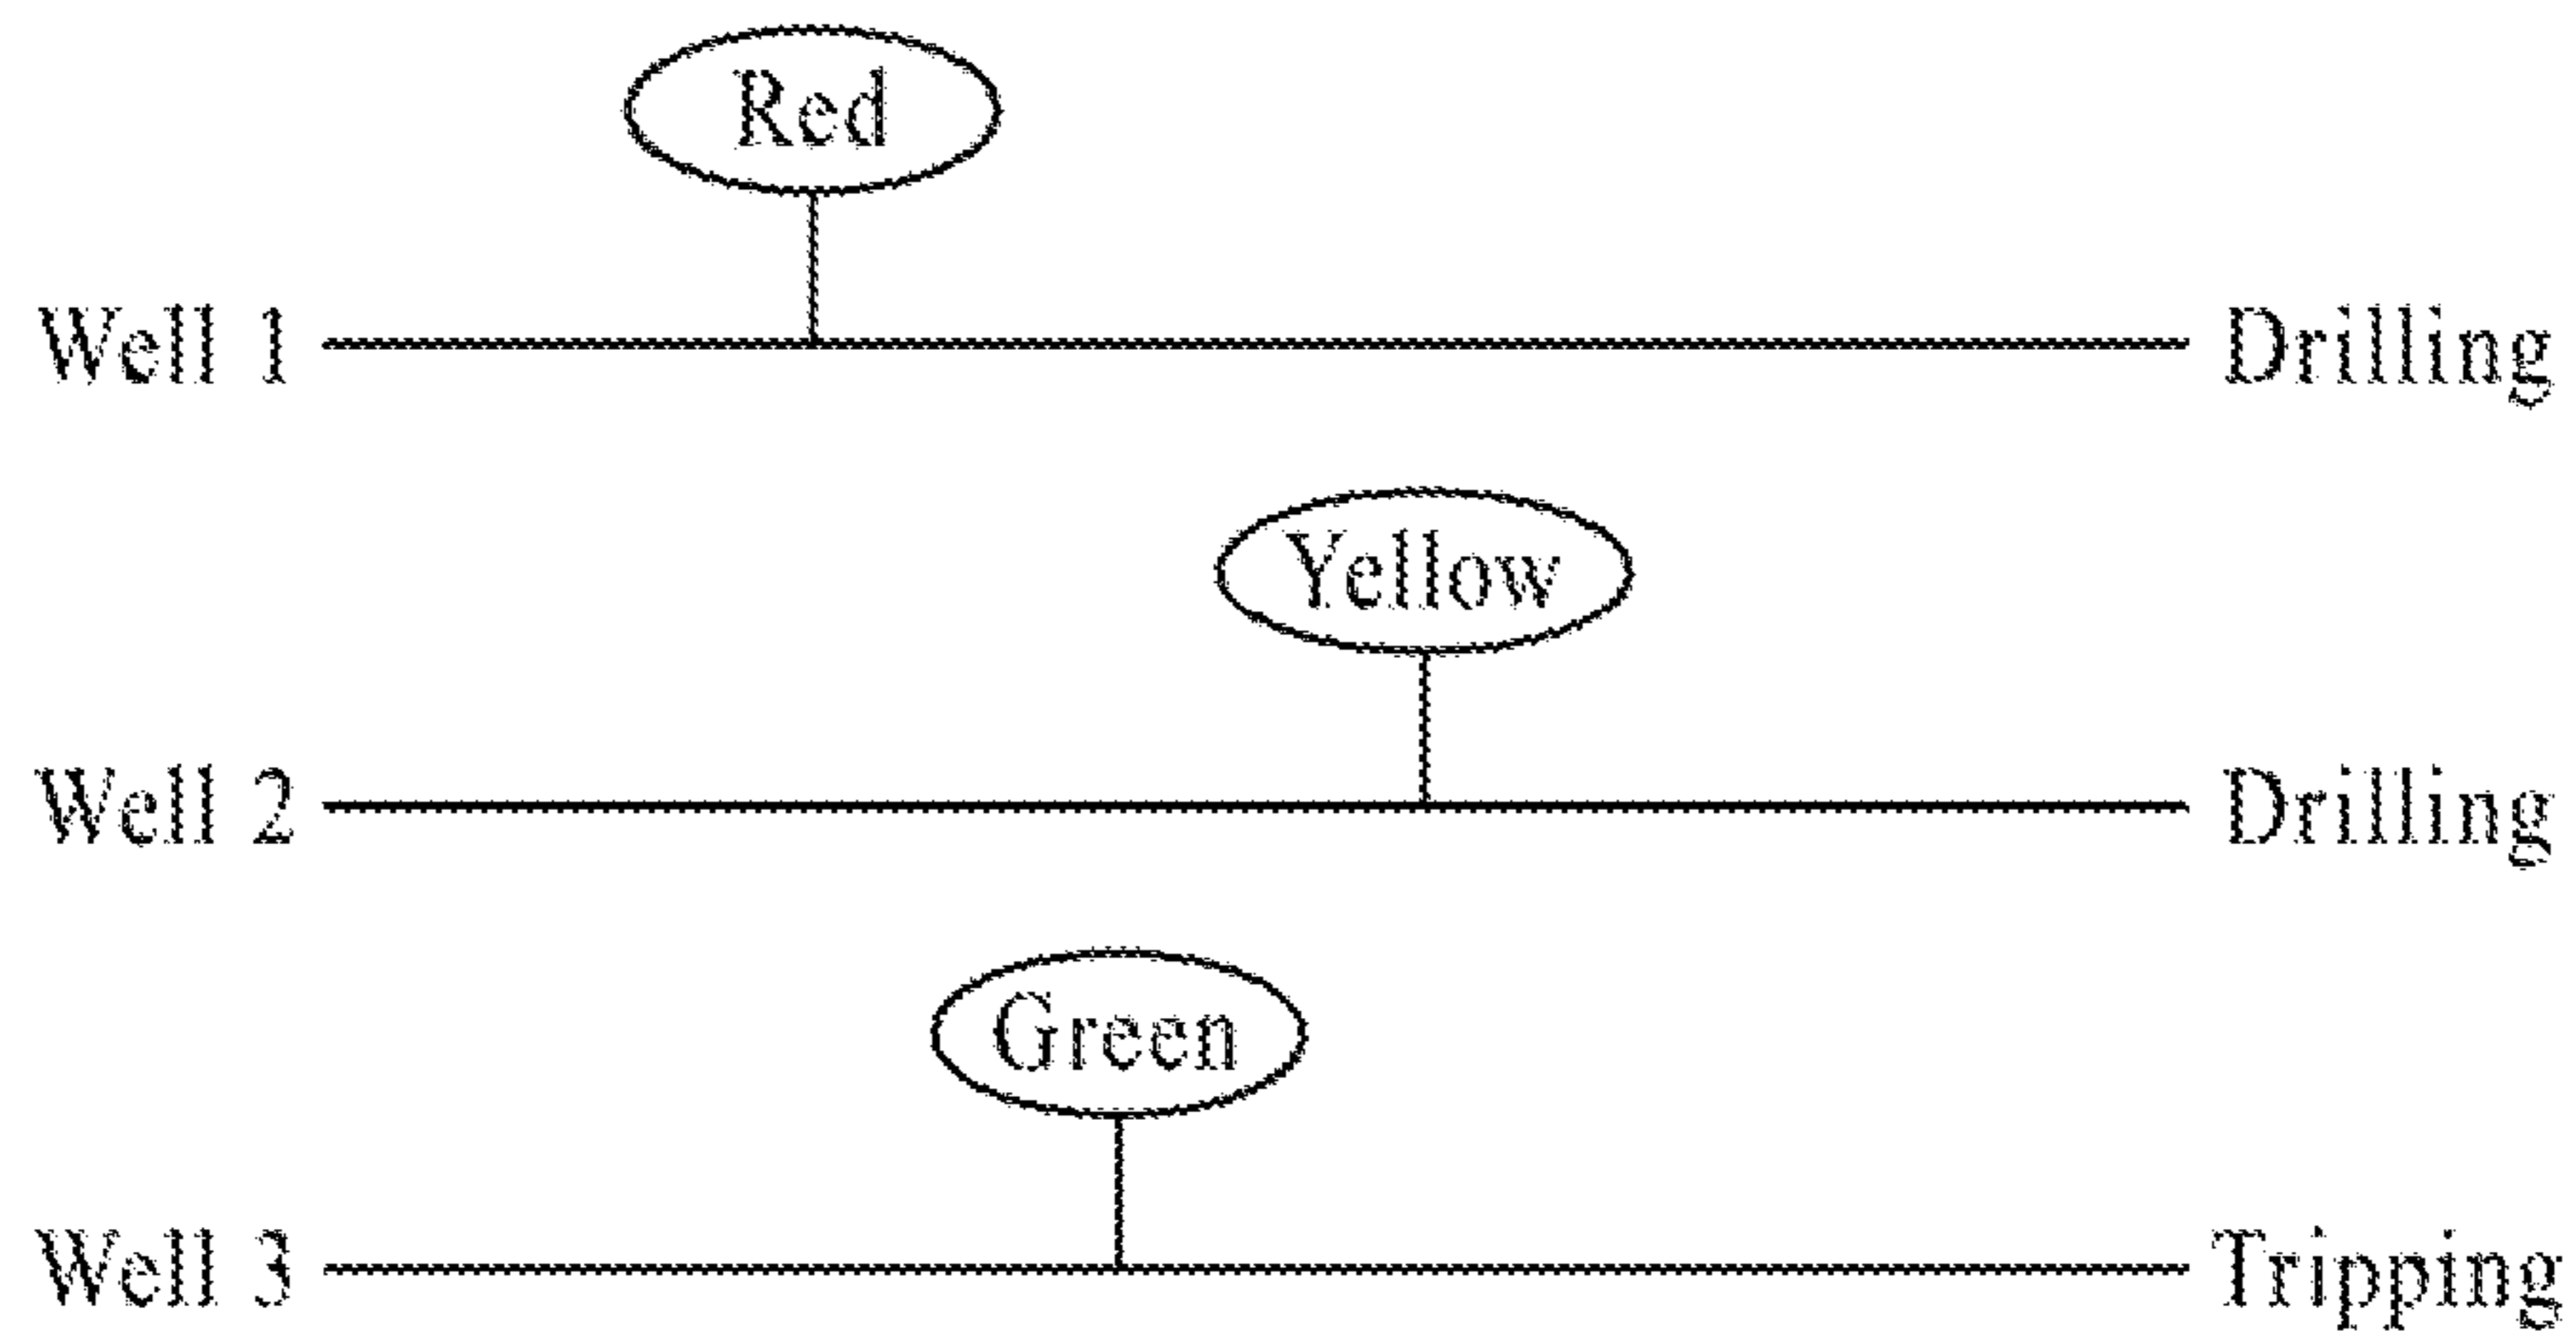 Red
Well 1 Drilling
Yellow
Well 2 Drilling
Green
Well 3 Tripping